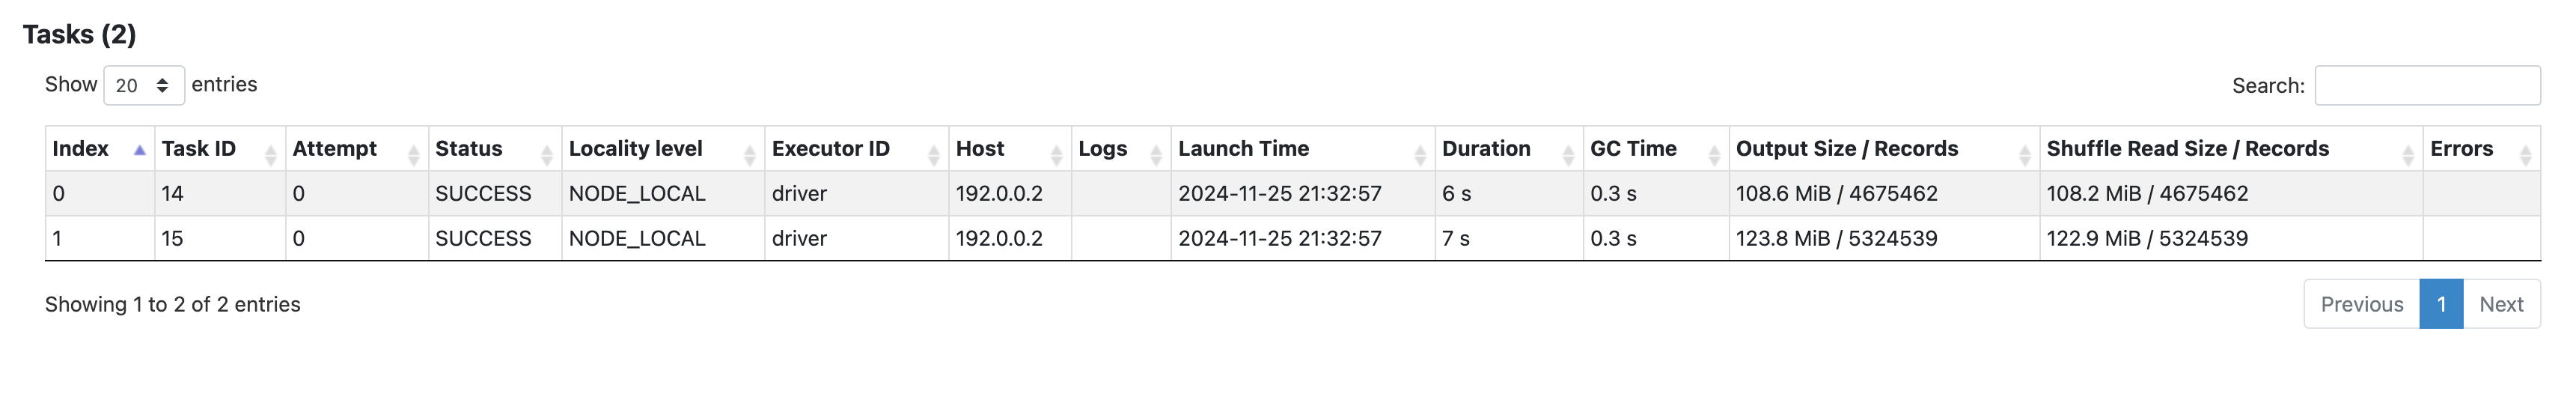 Tasks (2)
Show 20 entries
Search:
Index Task ID Attempt Status Locality level Executor ID Host Logs Launch Time Duration GC Time Output Size / Records Shuffle Read Size / Records Errors
0 14 0 SUCCESS NODE_LOCAL driver 192.0.0.2 2024-11-25 21:32:57 6 s 0.3 s 108.6 MiB / 4675462 108.2 MiB / 4675462
1 15 0 SUCCESS NODE_LOCAL driver 192.0.0.2 2024-11-25 21:32:57 7 s 0.3 s 123.8 MiB / 5324539 122.9 MiB / 5324539
Showing 1 to 2 of 2 entries
Previous 1 Next